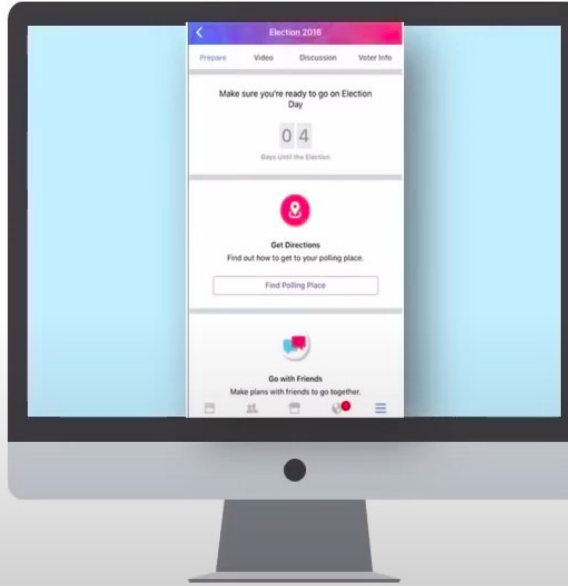 Election 2016
Prepare Video Discussion Voter Info
Make sure you're ready to go on Election
Day
0 4
Days Until the Election
Get Directions
Find out how to get to your polling place.
Find Polling Place
Go with Friends
Make plans with friends to go together.